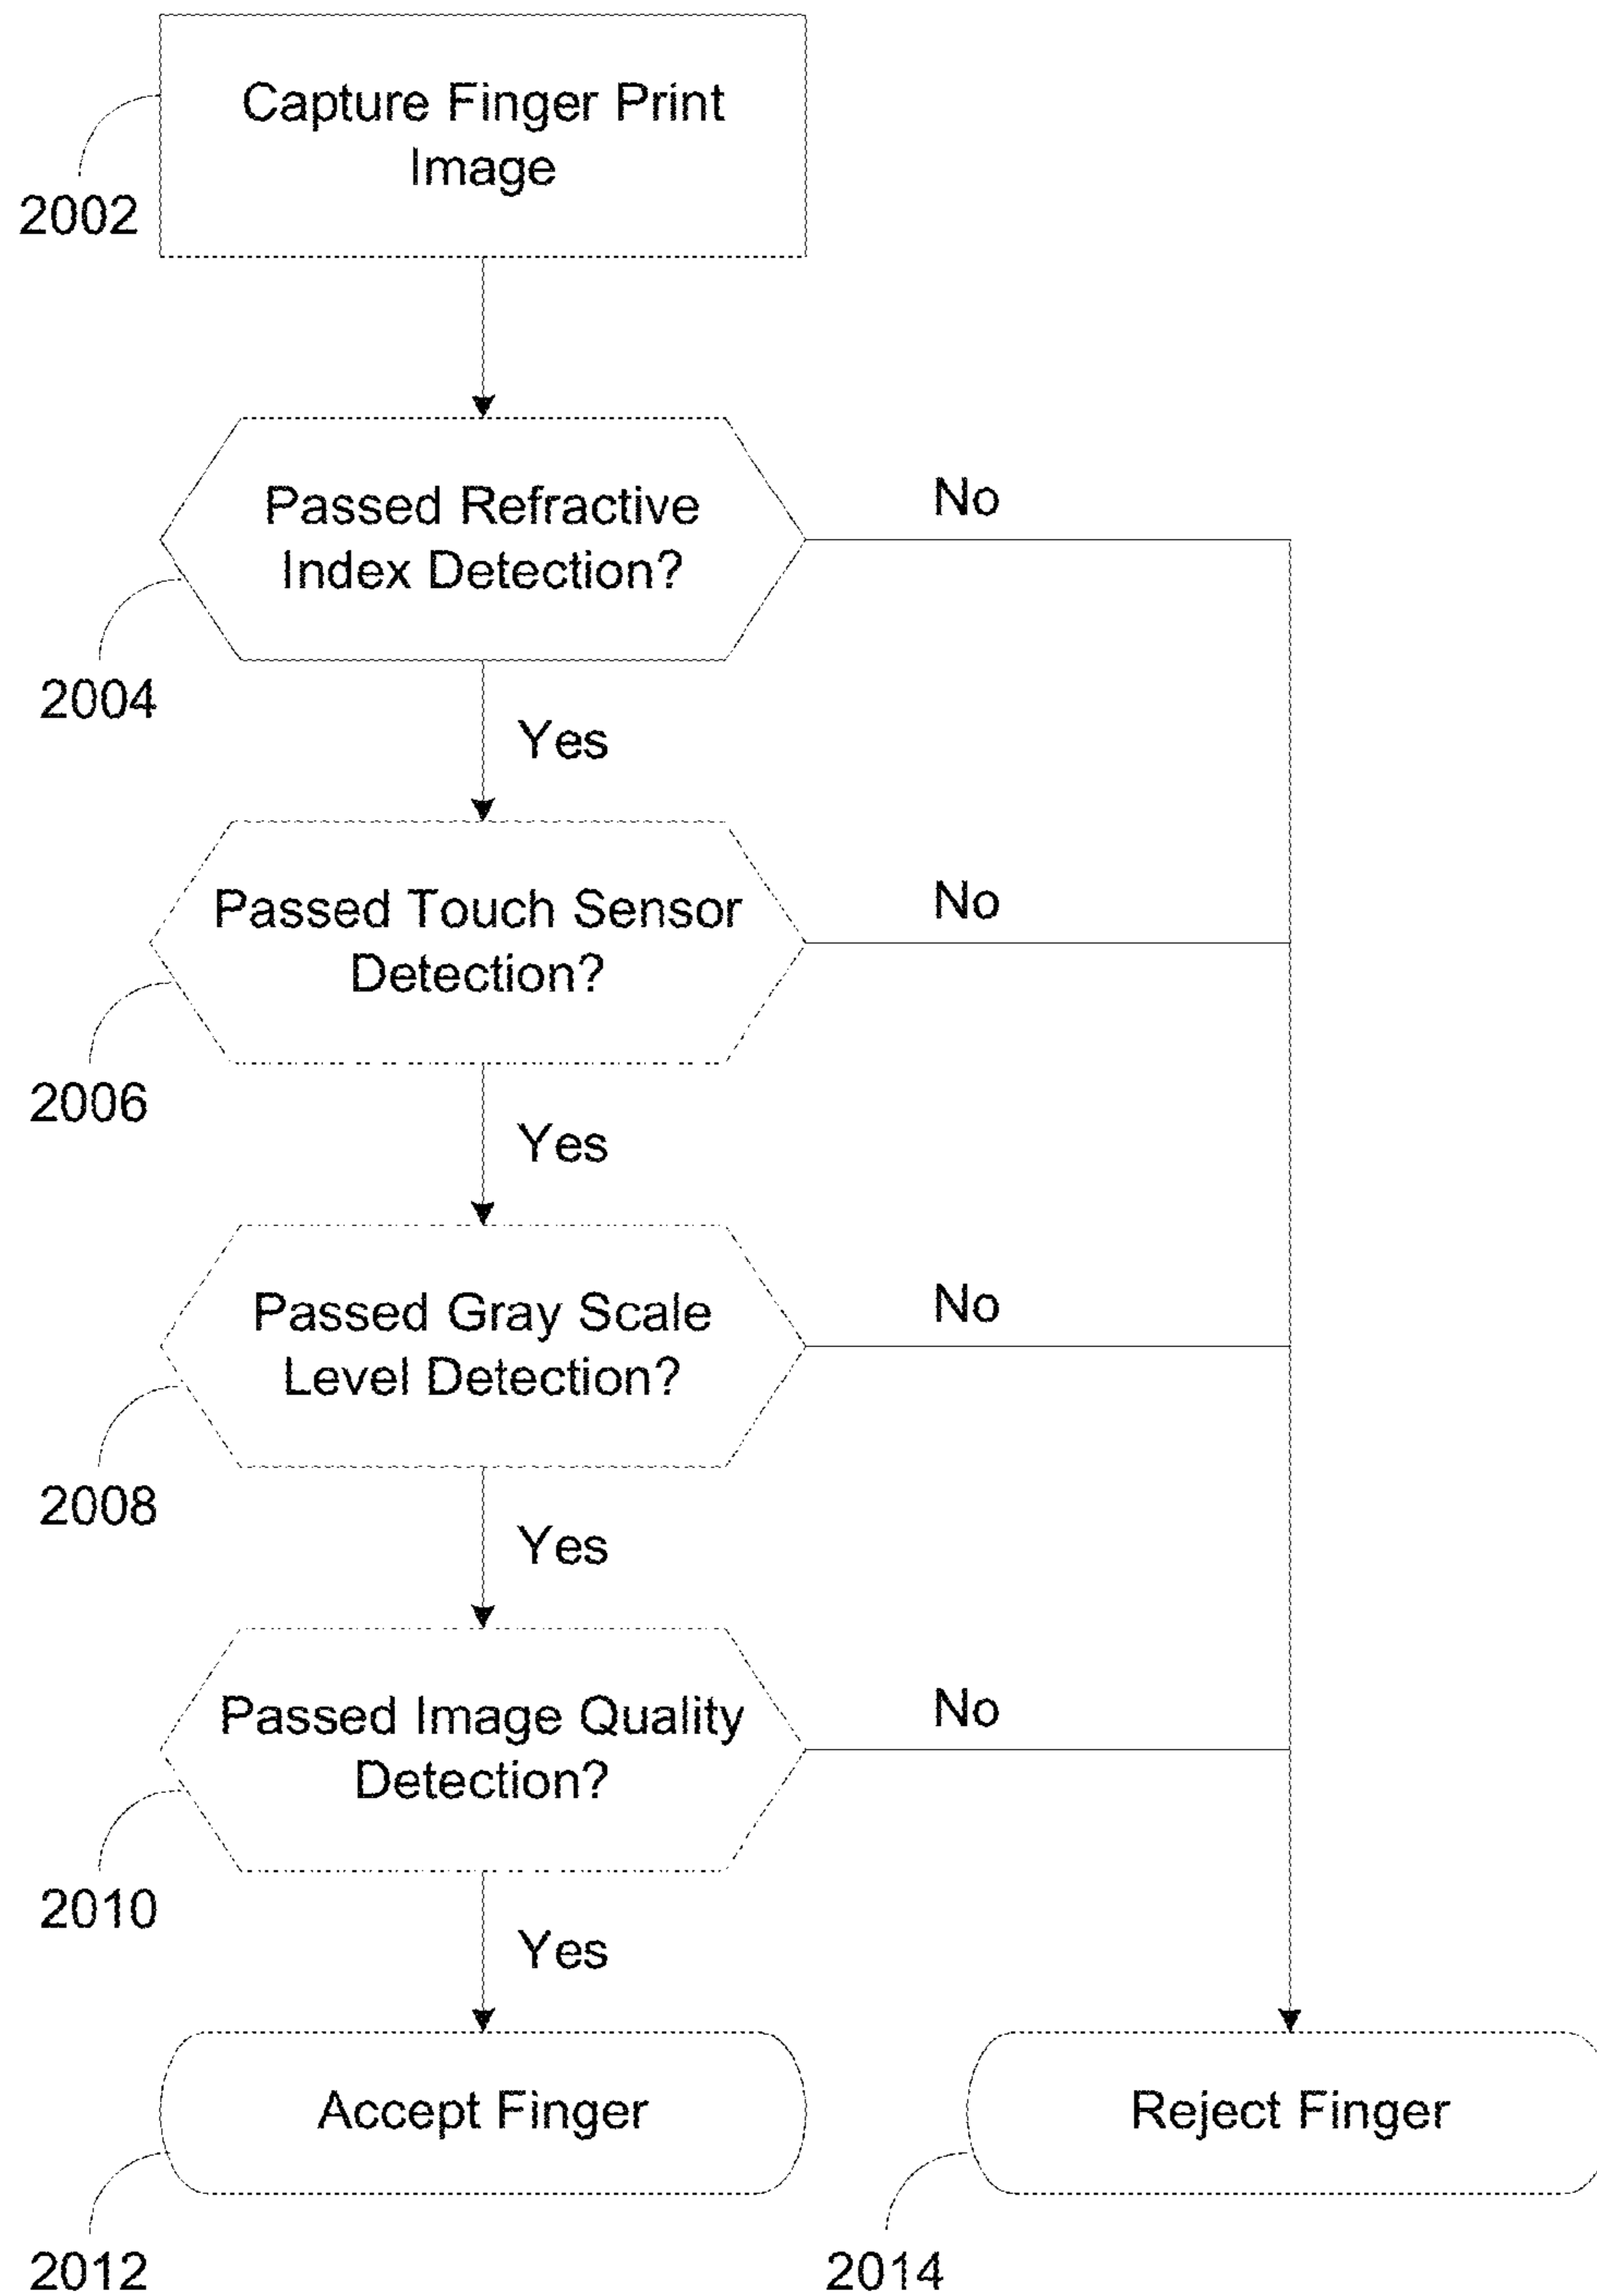 Capture Finger Print
Image
2002
Passed Refractive
Index Detection?
No
2004
Yes
Passed Touch Sensor
Detection?
No
2006
Yes
Passed Gray Scale
Level Detection?
No
2008
Yes
Passed Image Quality
Detection?
No
2010
Yes
Accept Finger
Reject Finger
2012
2014